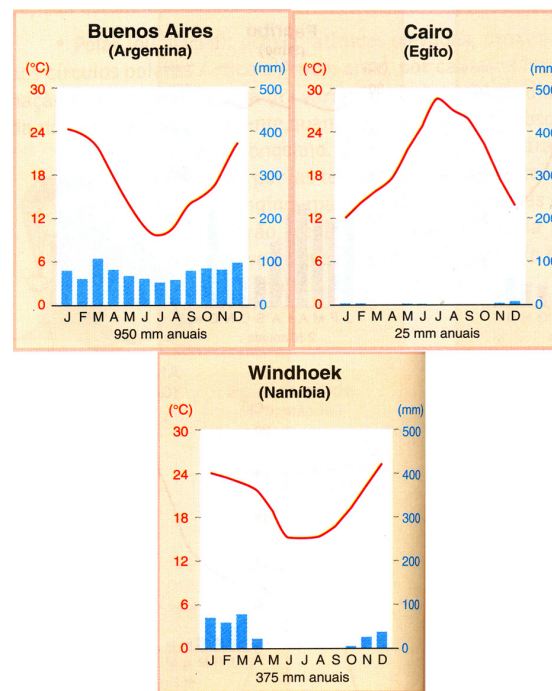 Buenos Aires
(Argentina)
(°C) (mm)
30 500
24 400
18 300
12 200
6 100
0 0
J F M A M J J A S O N D
950 mm anuais
Cairo
(Egito)
(°C) (mm)
30 500
24 400
18 300
12 200
6 100
0 0
J F M A M J J A S O N D
25 mm anuais
Windhoek
(Namíbia)
(°C) (mm)
30 500
24 400
18 300
12 200
6 100
0 0
J F M A M J J A S O N D
375 mm anuais